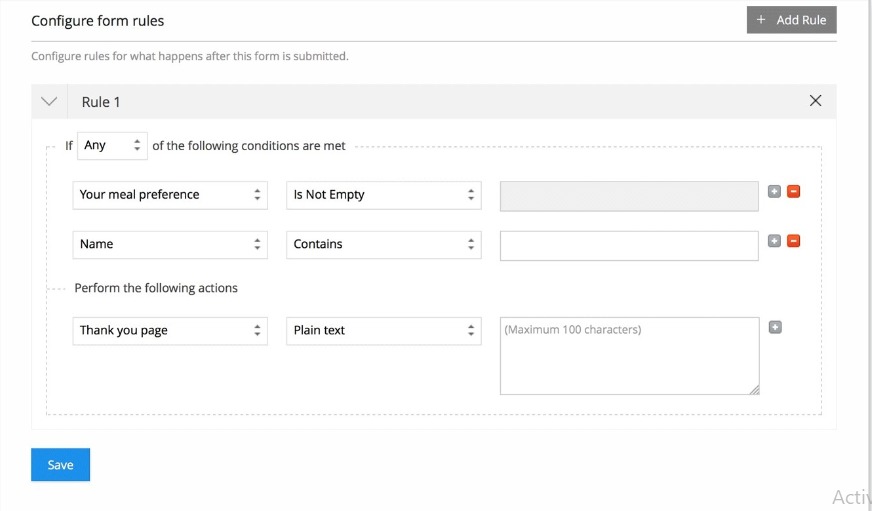 Configure form rules
+ Add Rule
Configure rules for what happens after this form is submitted.
Rule 1
If Any of the following conditions are met
Your meal preference Is Not Empty
Name Contains
Perform the following actions
Thank you page Plain text (Maximum 100 characters)
Save
Activ